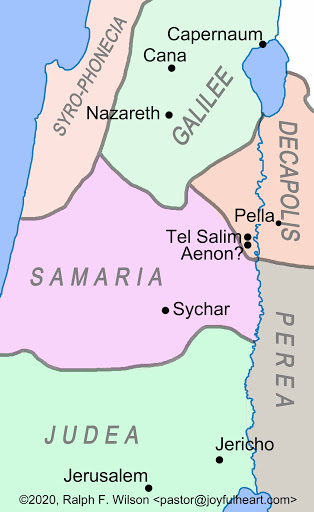 Capernaum
Cana
SYRO-PHONECIA
GALILEE
Nazareth
DECAPOLIS
Pella
Tel Salim
Aenon?
SAMARIA
Sychar
PEREA
JUDEA
Jericho
Jerusalem
©2020, Ralph F. Wilson <pastor@joyfulheart.com>